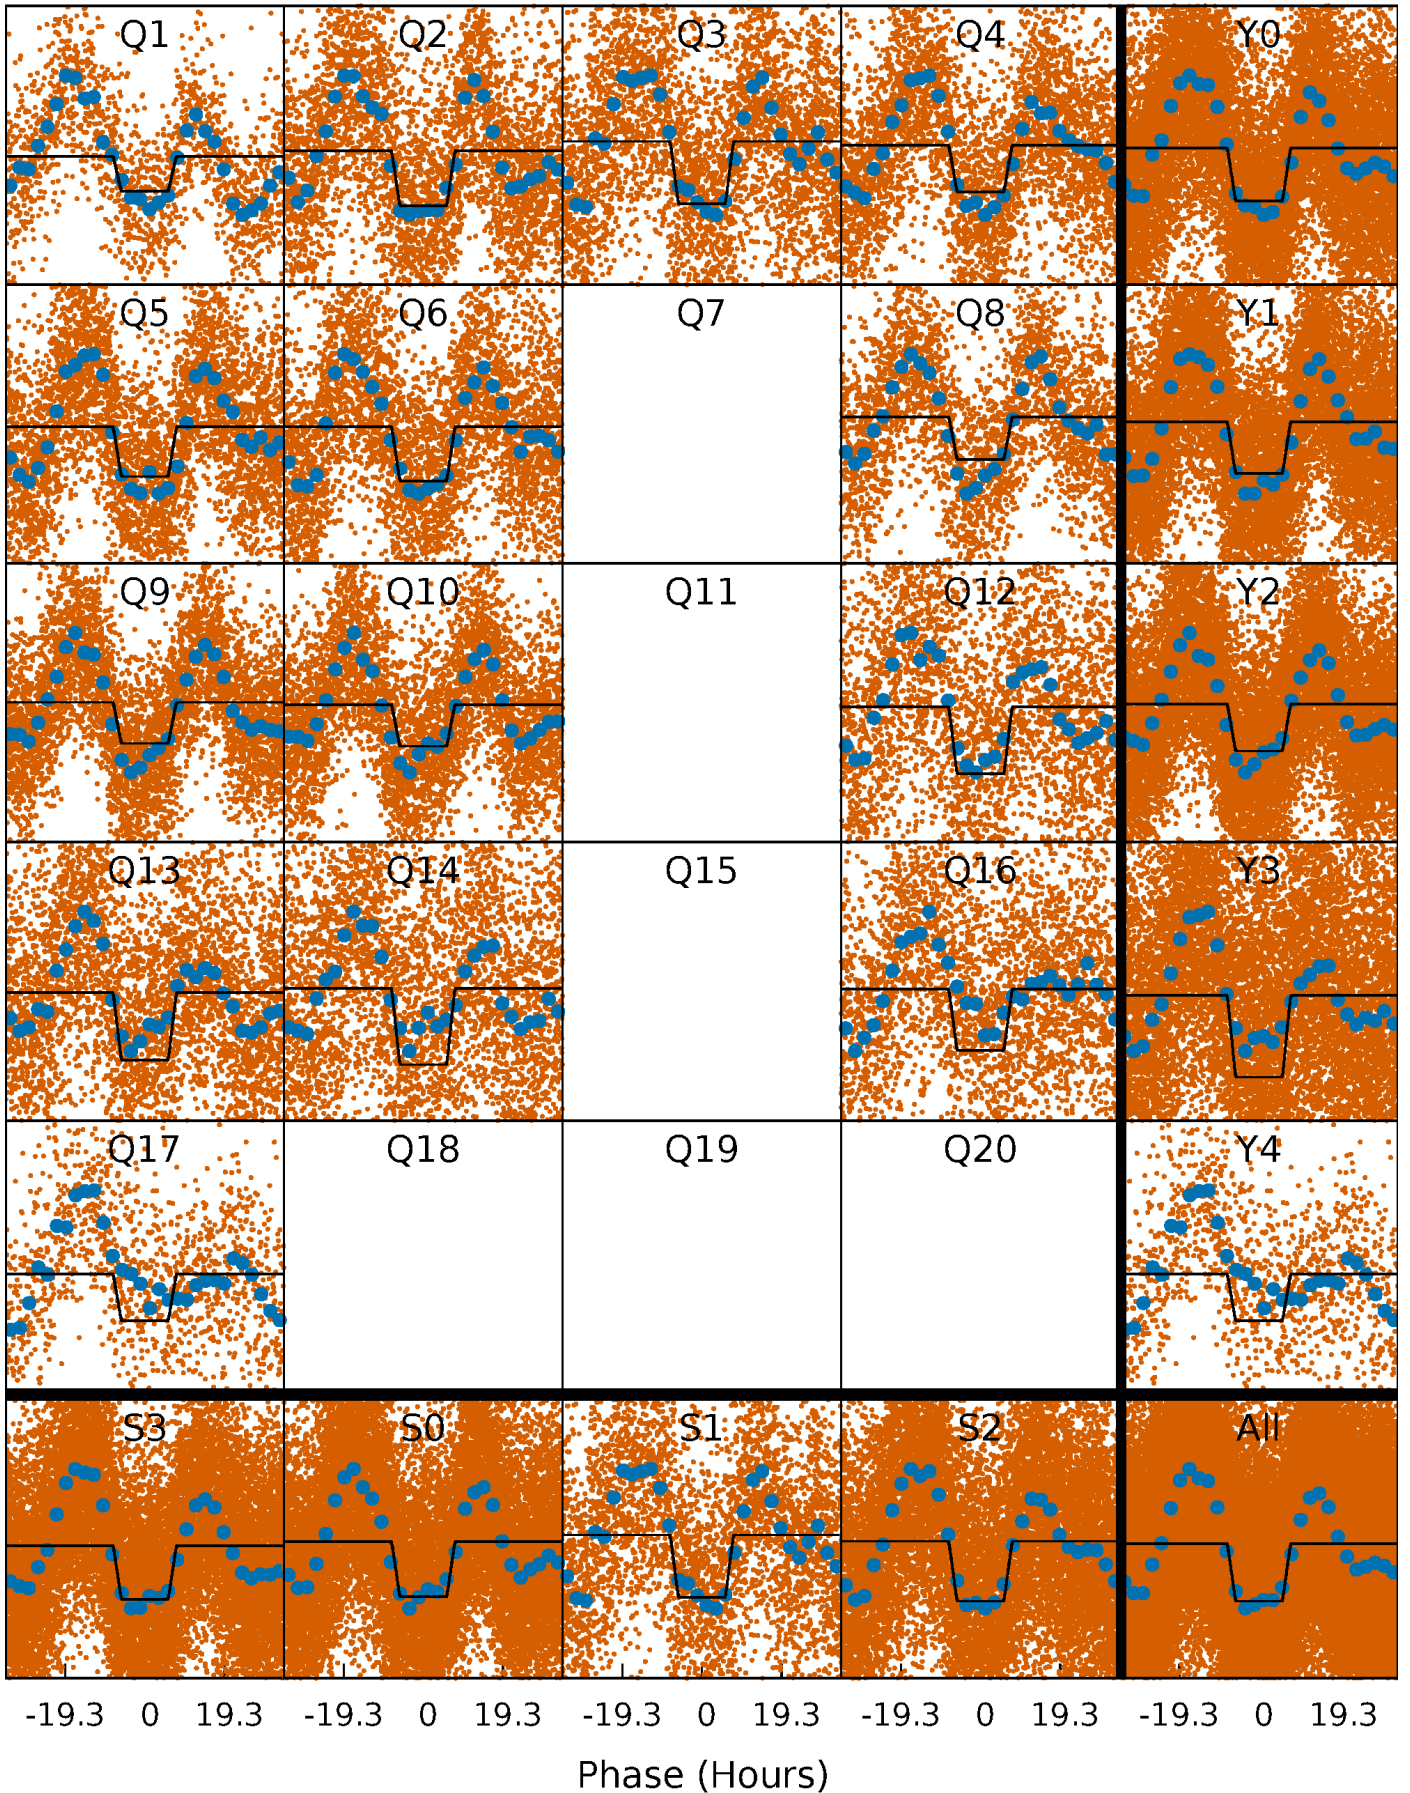 Q1 Q2 Q3 Q4 Y0
Q5 Q6 Q7 Q8 Y1
Q9 Q10 Q11 Q12 Y2
Q13 Q14 Q15 Q16 Y3
Q17 Q18 Q19 Q20 Y4
S3 S0 S1 S2 All
-19.3 0 19.3 -19.3 0 19.3 -19.3 0 19.3 -19.3 0 19.3 -19.3 0 19.3
Phase (Hours)